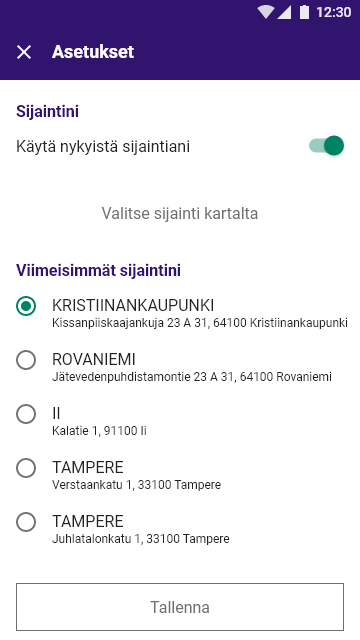 12:30
Asetukset
Sijaintini
Käytä nykyistä sijaintiani
Valitse sijainti kartalta
Viimeisimmät sijaintini
KRISTIINANKAUPUNKI
Kissanpiiskaajankuja 23 A 31, 64100 Kristiinankaupunki
ROVANIEMI
Jätevedenpuhdistamontie 23 A 31, 64100 Rovaniemi
II
Kalatie 1, 91100 Ii
TAMPERE
Verstaankatu 1, 33100 Tampere
TAMPERE
Juhlatalonkatu 1, 33100 Tampere
Tallenna